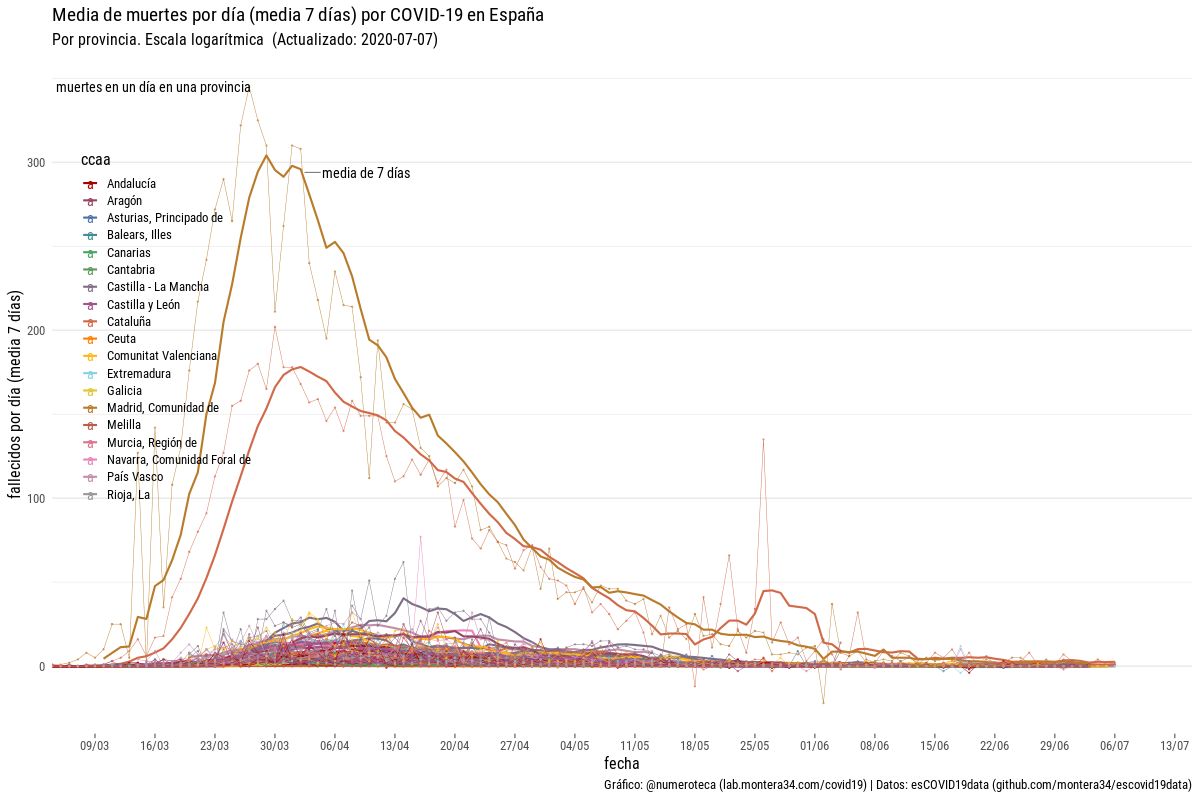 Media de muertes por día (media 7 días) por COVID-19 en España
Por provincia. Escala logarítmica  (Actualizado: 2020-07-07)
muertes en un día en una provincia
media de 7 días
ccaa
Andalucía
Aragón
Asturias, Principado de
Balears, Illes
Canarias
Cantabria
Castilla - La Mancha
Castilla y León
Cataluña
Ceuta
Comunitat Valenciana
Extremadura
Galicia
Madrid, Comunidad de
Melilla
Murcia, Región de
Navarra, Comunidad Foral de
País Vasco
Rioja, La
fallecidos por día (media 7 días)
300
200
100
0
09/03 16/03 23/03 30/03 06/04 13/04 20/04 27/04 04/05 11/05 18/05 25/05 01/06 08/06 15/06 22/06 29/06 06/07 13/07
fecha
Gráfico: @numeroteca (lab.montera34.com/covid19) | Datos: esCOVID19data (github.com/montera34/escovid19data)